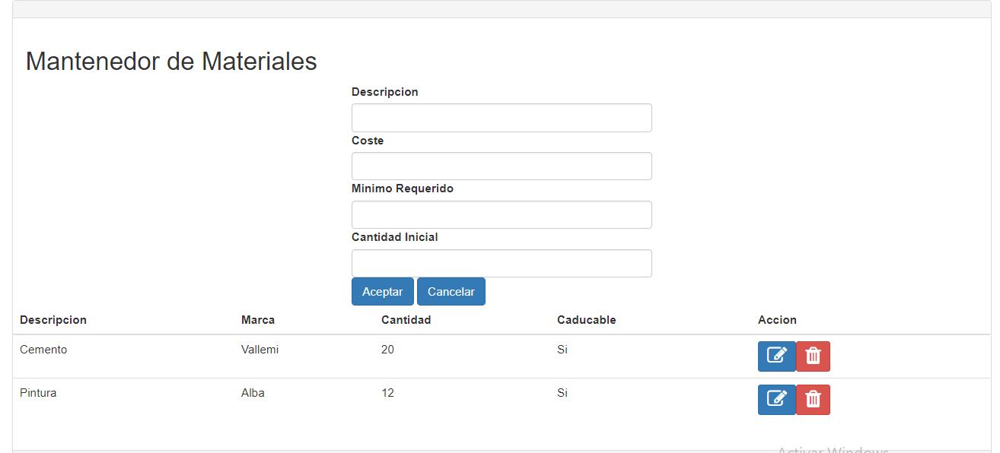 Mantenedor de Materiales
Descripcion
Coste
Minimo Requerido
Cantidad Inicial
Aceptar Cancelar
Descripcion Marca Cantidad Caducable Accion
Cemento Vallemi 20 Si
Pintura Alba 12 Si
Activar Windows